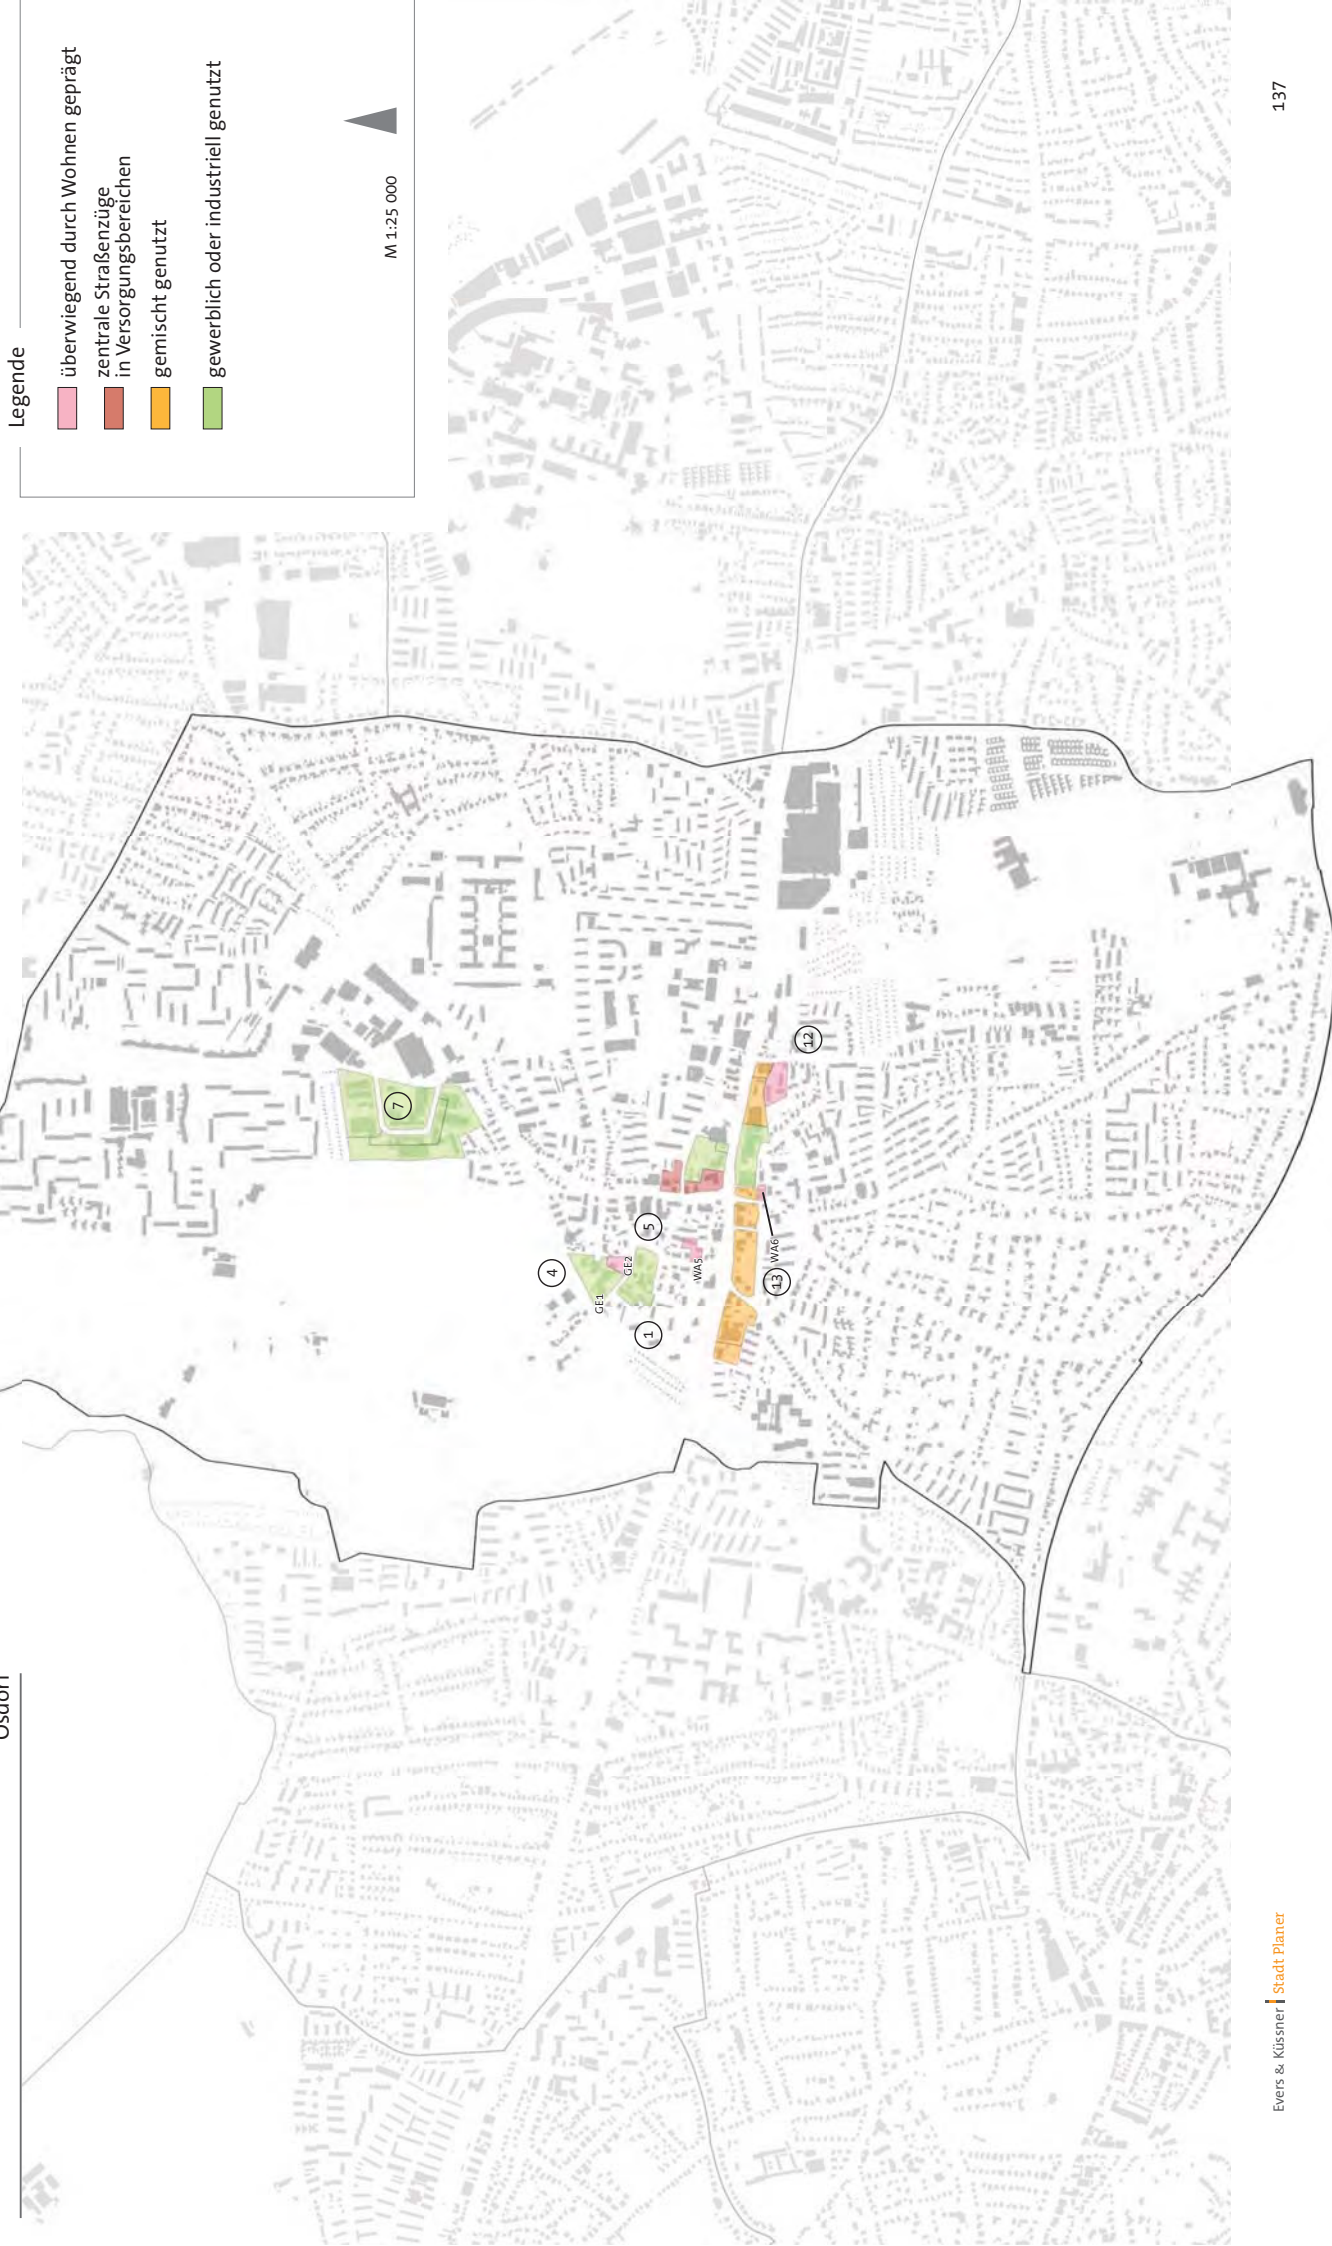 Osdorf
Legende
überwiegend durch Wohnen geprägt
zentrale Straßenzüge
in Versorgungsbereichen
gemischt genutzt
gewerblich oder industriell genutzt
M 1:25 000
7
4
GE1
GE2
1
5
WA5
WA6
13
12
Evers & Küssner | Stadt Planer
137